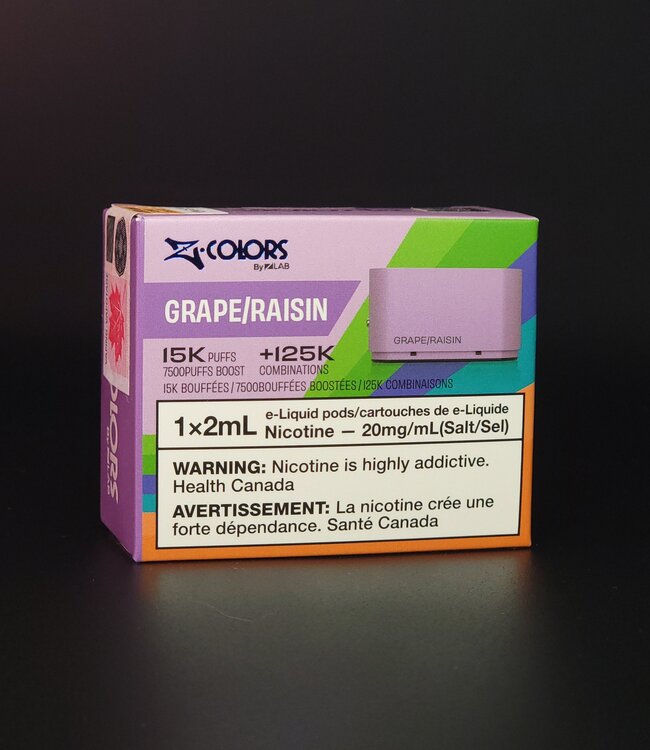 Z·COLORS
By ZLAB
GRAPE/RAISIN
GRAPE/RAISIN
15K PUFFS +125K
7500PUFFS BOOST COMBINATIONS
15K BOUFFÉES / 7500BOUFFÉES BOOSTÉES / 125K COMBINAISONS
1×2mL e-Liquid pods/cartouches de e-Liquide
Nicotine — 20mg/mL(Salt/Sel)
WARNING: Nicotine is highly addictive.
Health Canada
AVERTISSEMENT: La nicotine crée une
forte dépendance. Santé Canada